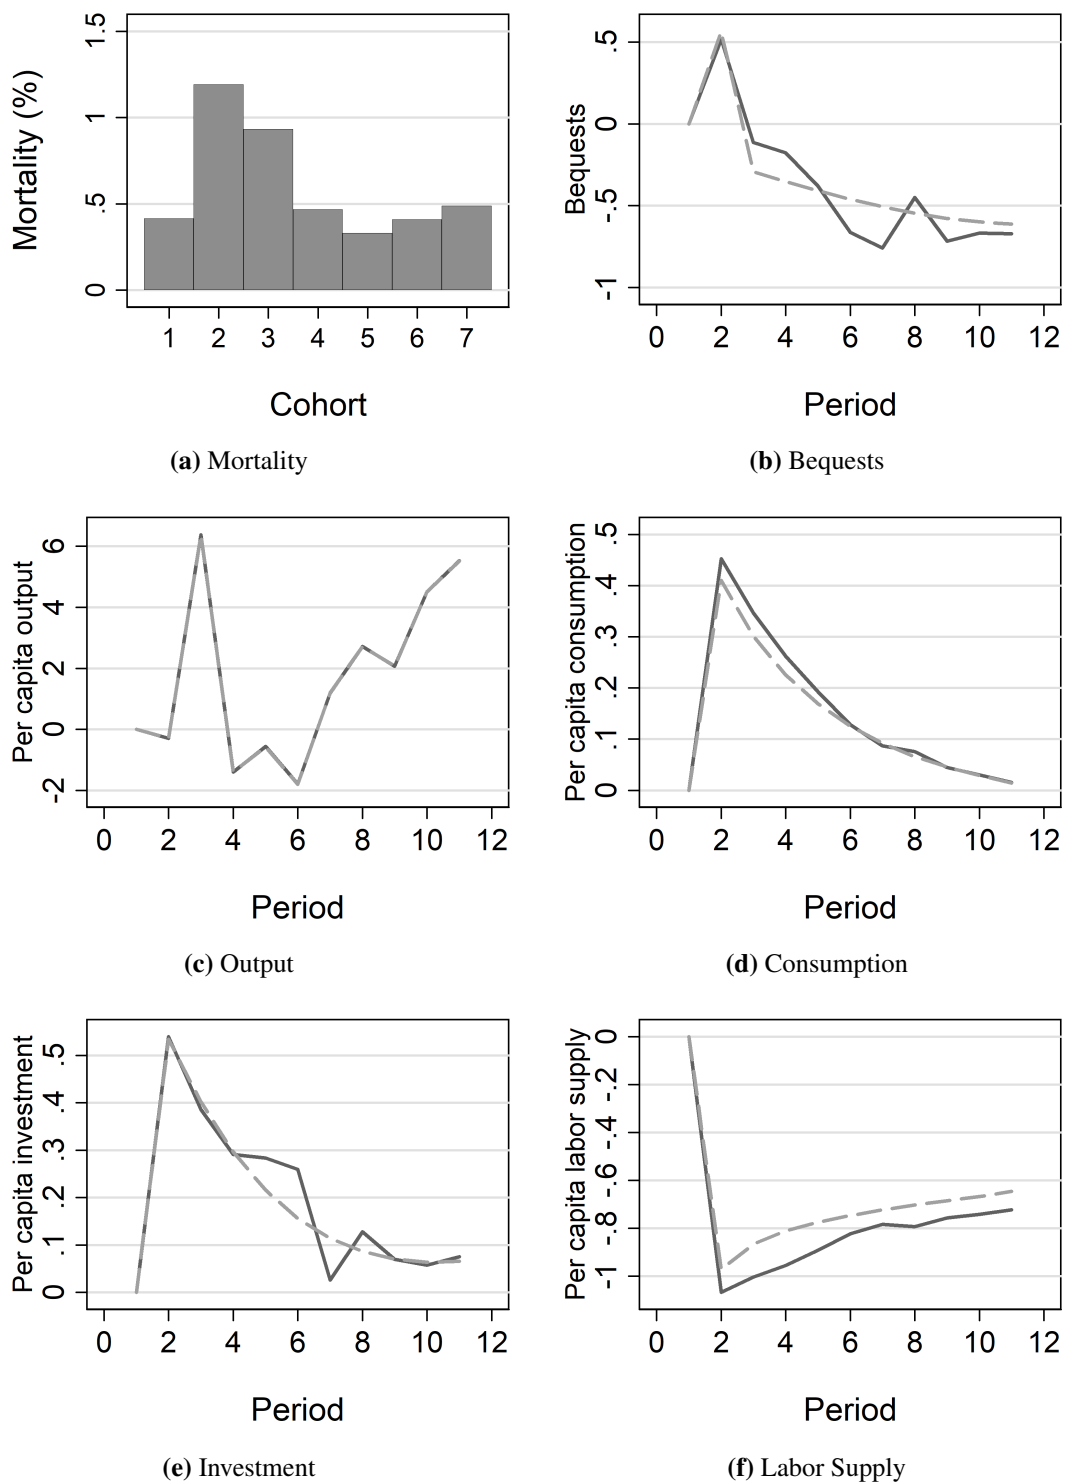 Mortality (%)
1.5
1
.5
0
1 2 3 4 5 6 7
Cohort
(a) Mortality
Bequests
.5
0
-.5
-1
0 2 4 6 8 10 12
Period
(b) Bequests
Per capita output
6
4
2
0
-2
0 2 4 6 8 10 12
Period
(c) Output
Per capita consumption
.5
.4
.3
.2
.1
0
0 2 4 6 8 10 12
Period
(d) Consumption
Per capita investment
.5
.4
.3
.2
.1
0
0 2 4 6 8 10 12
Period
(e) Investment
Per capita labor supply
0
-.2
-.4
-.6
-.8
-1
0 2 4 6 8 10 12
Period
(f) Labor Supply